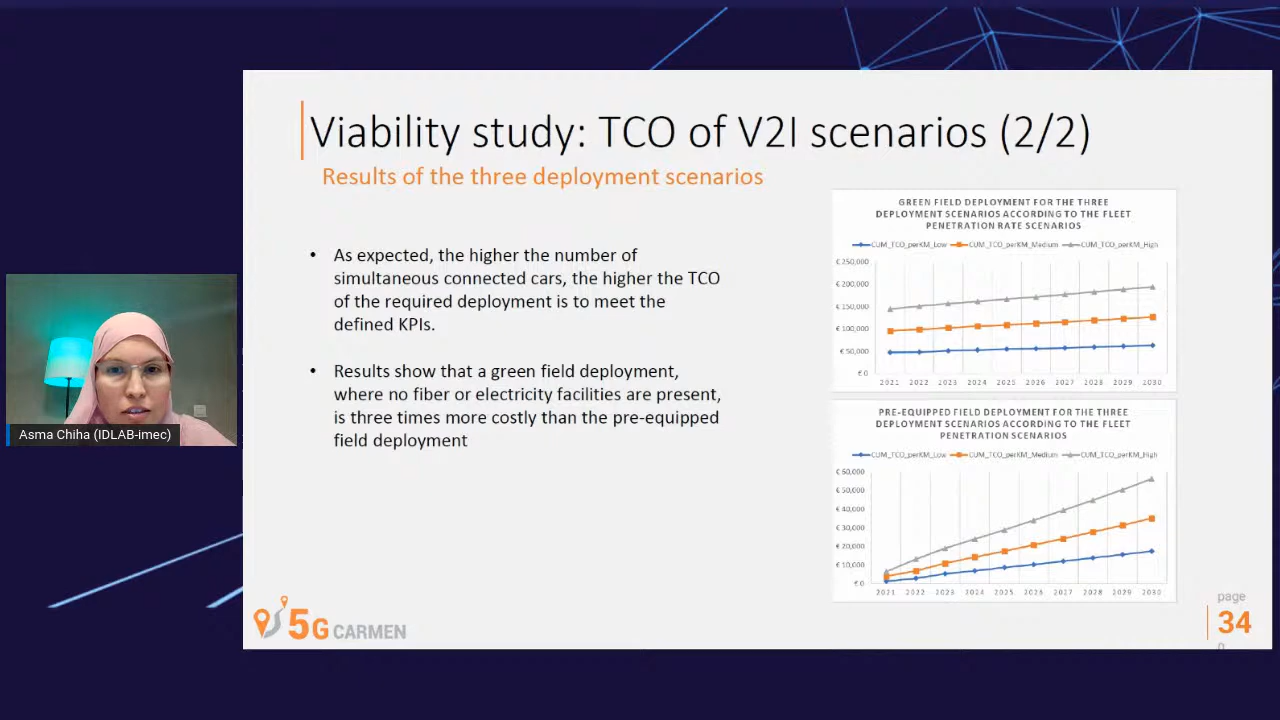 Viability study: TCO of V2I scenarios (2/2)
Results of the three deployment scenarios
• As expected, the higher the number of
simultaneous connected cars, the higher the TCO
of the required deployment is to meet the
defined KPIs.
• Results show that a green field deployment,
where no fiber or electricity facilities are present,
is three times more costly than the pre-equipped
field deployment
GREEN FIELD DEPLOYMENT FOR THE THREE
DEPLOYMENT SCENARIOS ACCORDING TO THE FLEET
PENETRATION RATE SCENARIOS
CUM_TCO_perKM_Low CUM_TCO_perKM_Medium CUM_TCO_perKM_High
€ 250,000
€ 200,000
€ 150,000
€ 100,000
€ 50,000
€ 0
2021 2022 2023 2024 2025 2026 2027 2028 2029 2030
PRE-EQUIPPED FIELD DEPLOYMENT FOR THE THREE
DEPLOYMENT SCENARIOS ACCORDING TO THE FLEET
PENETRATION SCENARIOS
CUM_TCO_perKM_Low CUM_TCO_perKM_Medium CUM_TCO_perKM_High
€ 60,000
€ 50,000
€ 40,000
€ 30,000
€ 20,000
€ 10,000
€ 0
2021 2022 2023 2024 2025 2026 2027 2028 2029 2030
Asma Chiha (IDLAB-imec)
5G CARMEN
page
34